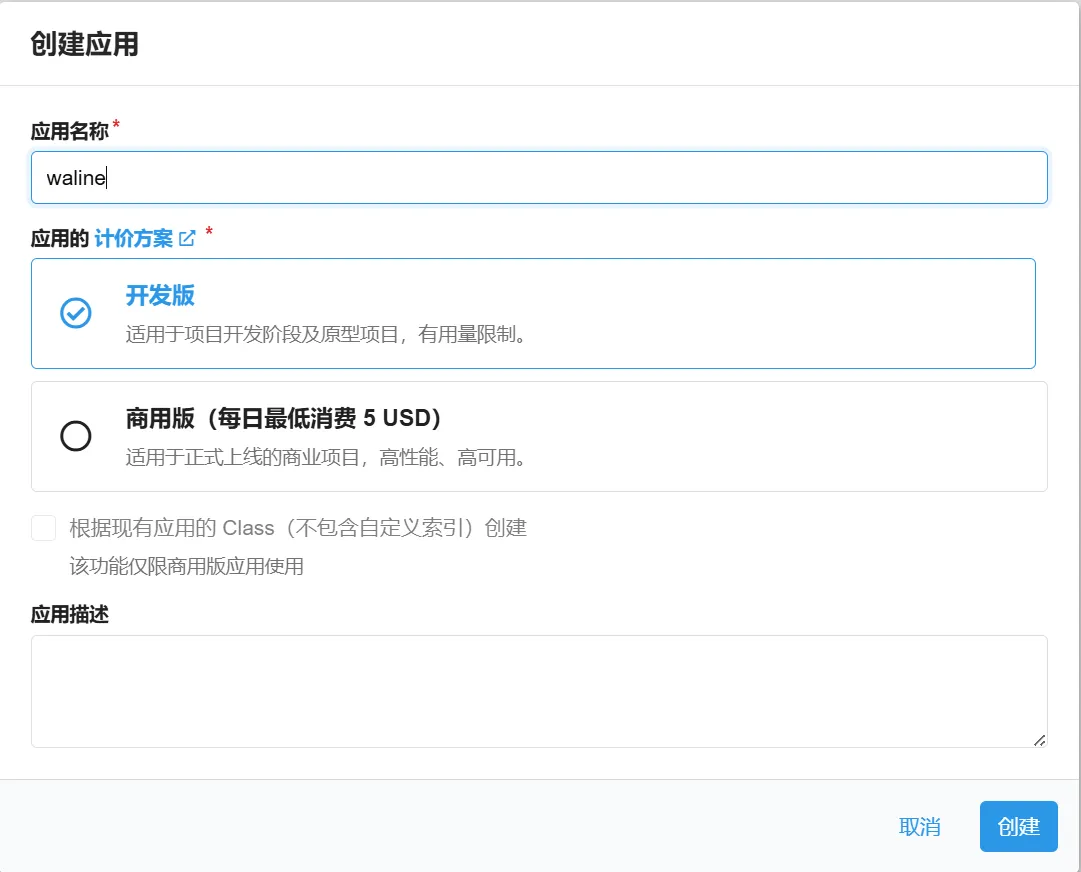 创建应用
应用名称*
waline
应用的 计价方案 *
开发版
适用于项目开发阶段及原型项目，有用量限制。
商用版（每日最低消费 5 USD）
适用于正式上线的商业项目，高性能、高可用。
根据现有应用的 Class（不包含自定义索引）创建
该功能仅限商用版应用使用
应用描述
取消
创建